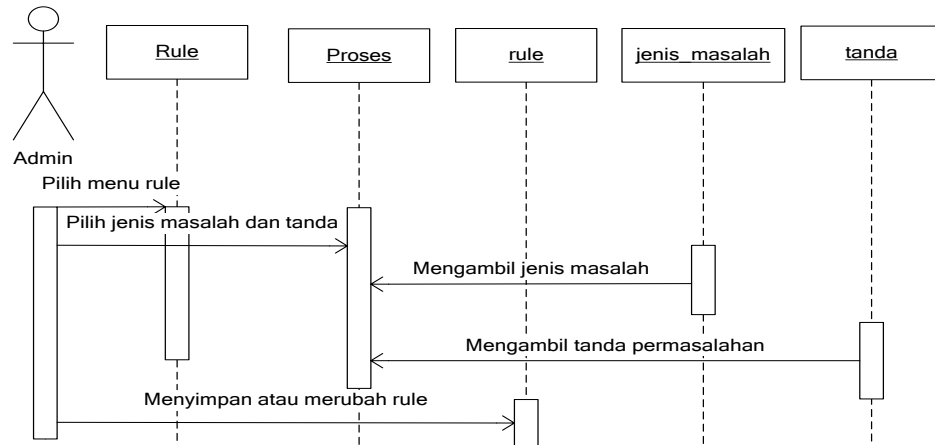 Rule
Proses
rule
jenis_masalah
tanda
Admin
Pilih menu rule
Pilih jenis masalah dan tanda
Mengambil jenis masalah
Mengambil tanda permasalahan
Menyimpan atau merubah rule